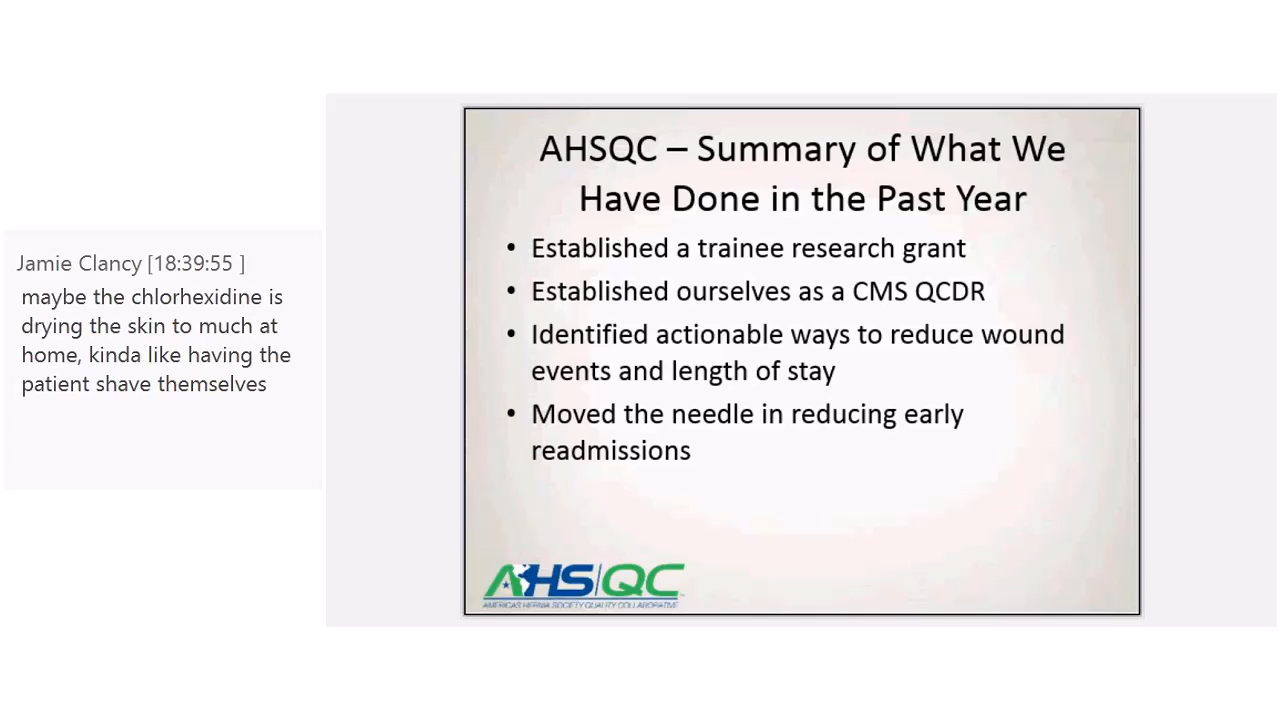 Jamie Clancy [18:39:55 ]
maybe the chlorhexidine is
drying the skin to much at
home, kinda like having the
patient shave themselves
AHSQC – Summary of What We
Have Done in the Past Year
• Established a trainee research grant
• Established ourselves as a CMS QCDR
• Identified actionable ways to reduce wound
events and length of stay
• Moved the needle in reducing early
readmissions
AHS|QC
AMERICAS HERNIA SOCIETY QUALITY COLLABORATIVE